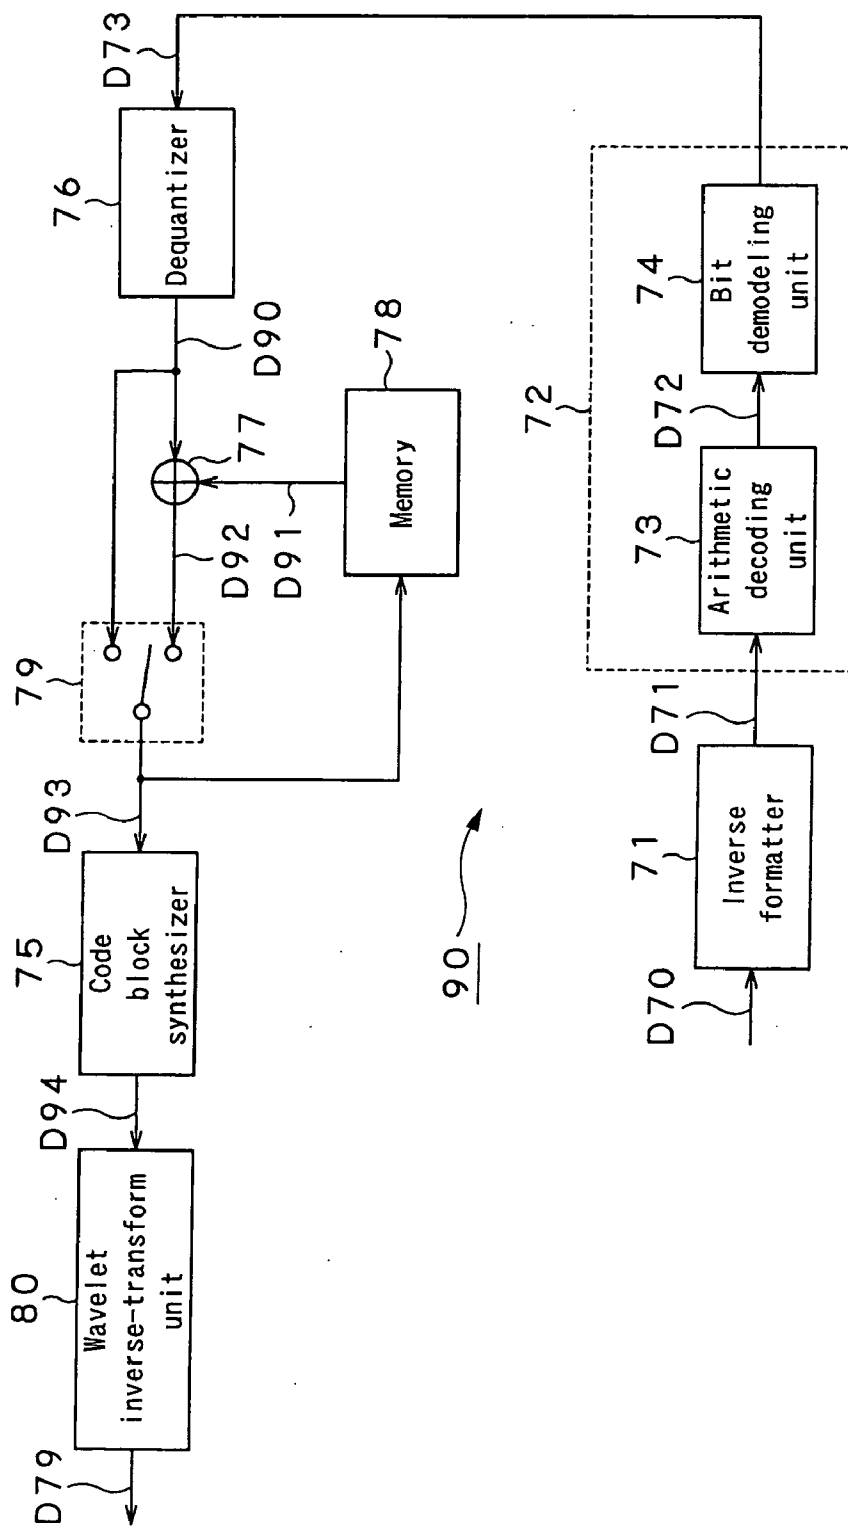 D79
80
Wavelet
inverse-transform
unit
D94
75
Code
block
synthesizer
D93
79
D92
D90
77
D91
78
Memory
76
Dequantizer
D73
90
D70
71
Inverse
formatter
D71
72
73
Arithmetic
decoding
unit
D72
74
Bit
demodeling
unit